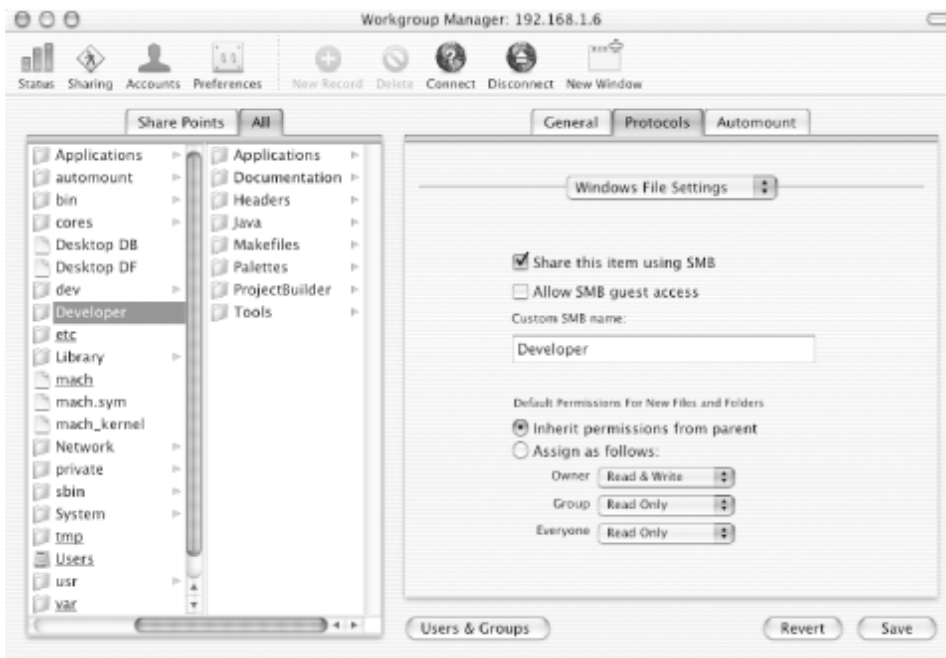 Workgroup Manager: 192.168.1.6
Status Sharing Accounts Preferences New Record Delete Connect Disconnect New Window
Share Points All
Applications
automount
bin
cores
Desktop DB
Desktop DF
dev
Developer
etc
Library
mach
mach.sym
mach_kernel
Network
private
sbin
System
tmp
Users
usr
var
Applications
Documentation
Headers
Java
Makefiles
Palettes
ProjectBuilder
Tools
General Protocols Automount
Windows File Settings
Share this item using SMB
Allow SMB guest access
Custom SMB name:
Developer
Default Permissions For New Files and Folders
Inherit permissions from parent
Assign as follows:
Owner Read & Write
Group Read Only
Everyone Read Only
Users & Groups Revert Save